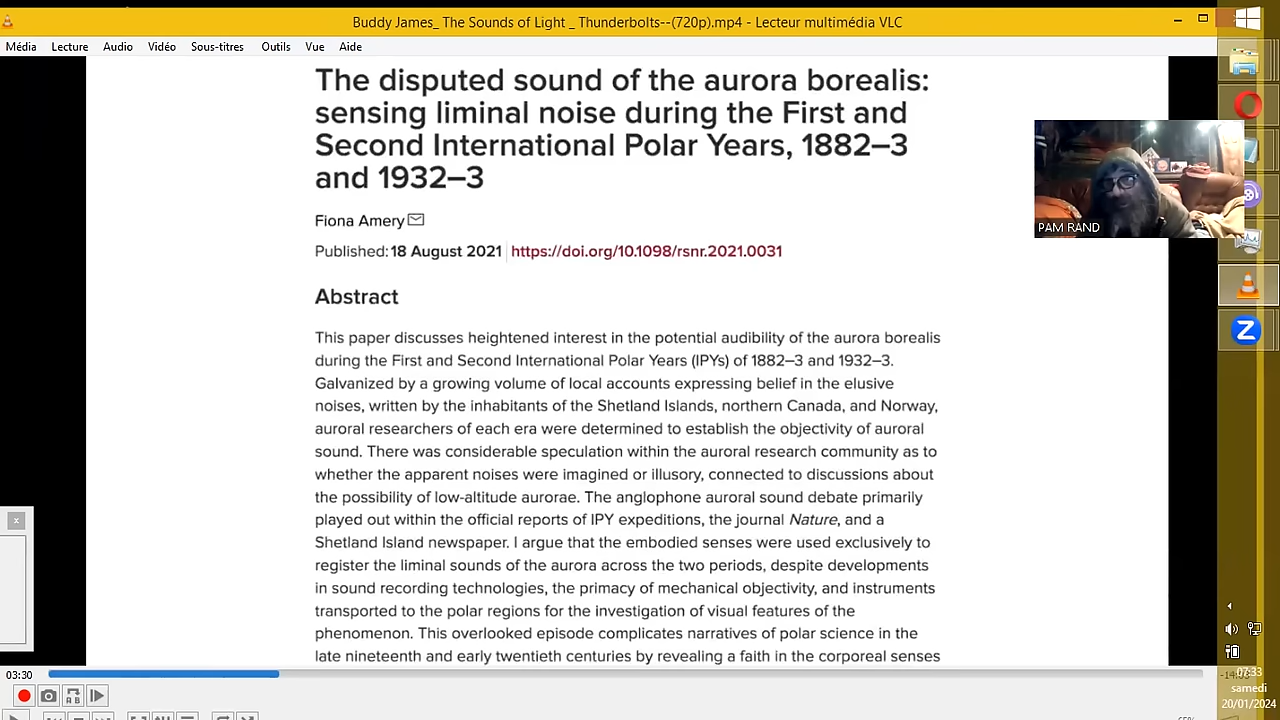 Buddy James_ The Sounds of Light _ Thunderbolts--(720p).mp4 - Lecteur multimédia VLC
Média Lecture Audio Vidéo Sous-titres Outils Vue Aide
The disputed sound of the aurora borealis:
sensing liminal noise during the First and
Second International Polar Years, 1882–3
and 1932–3
Fiona Amery
Published: 18 August 2021 https://doi.org/10.1098/rsnr.2021.0031
Abstract
This paper discusses heightened interest in the potential audibility of the aurora borealis
during the First and Second International Polar Years (IPYs) of 1882–3 and 1932–3.
Galvanized by a growing volume of local accounts expressing belief in the elusive
noises, written by the inhabitants of the Shetland Islands, northern Canada, and Norway,
auroral researchers of each era were determined to establish the objectivity of auroral
sound. There was considerable speculation within the auroral research community as to
whether the apparent noises were imagined or illusory, connected to discussions about
the possibility of low-altitude aurorae. The anglophone auroral sound debate primarily
played out within the official reports of IPY expeditions, the journal Nature, and a
Shetland Island newspaper. I argue that the embodied senses were used exclusively to
register the liminal sounds of the aurora across the two periods, despite developments
in sound recording technologies, the primacy of mechanical objectivity, and instruments
transported to the polar regions for the investigation of visual features of the
phenomenon. This overlooked episode complicates narratives of polar science in the
late nineteenth and early twentieth centuries by revealing a faith in the corporeal senses
PAM RAND
03:30
07:33
samedi
20/01/2024